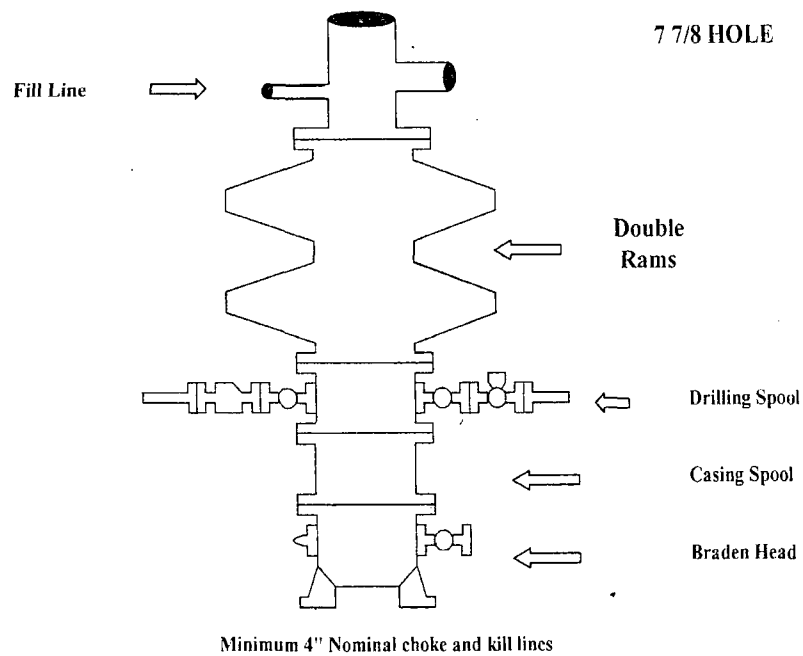 7 7/8 HOLE
Fill Line
Double
Rams
Drilling Spool
Casing Spool
Braden Head
Minimum 4" Nominal choke and kill lines